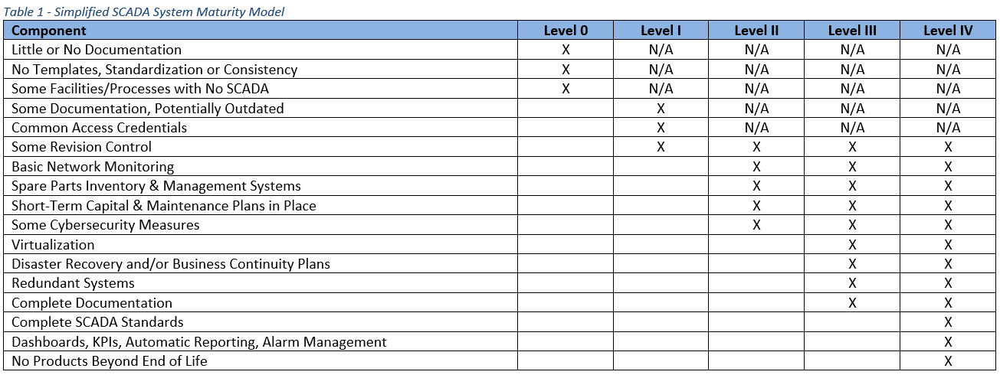 Table 1 - Simplified SCADA System Maturity Model
Component Level 0 Level I Level II Level III Level IV
Little or No Documentation X N/A N/A N/A N/A
No Templates, Standardization or Consistency X N/A N/A N/A N/A
Some Facilities/Processes with No SCADA X N/A N/A N/A N/A
Some Documentation, Potentially Outdated X N/A N/A N/A
Common Access Credentials X N/A N/A N/A
Some Revision Control X X X X
Basic Network Monitoring X X X
Spare Parts Inventory & Management Systems X X X
Short-Term Capital & Maintenance Plans in Place X X X
Some Cybersecurity Measures X X X
Virtualization X X
Disaster Recovery and/or Business Continuity Plans X X
Redundant Systems X X
Complete Documentation X X
Complete SCADA Standards X
Dashboards, KPIs, Automatic Reporting, Alarm Management X
No Products Beyond End of Life X